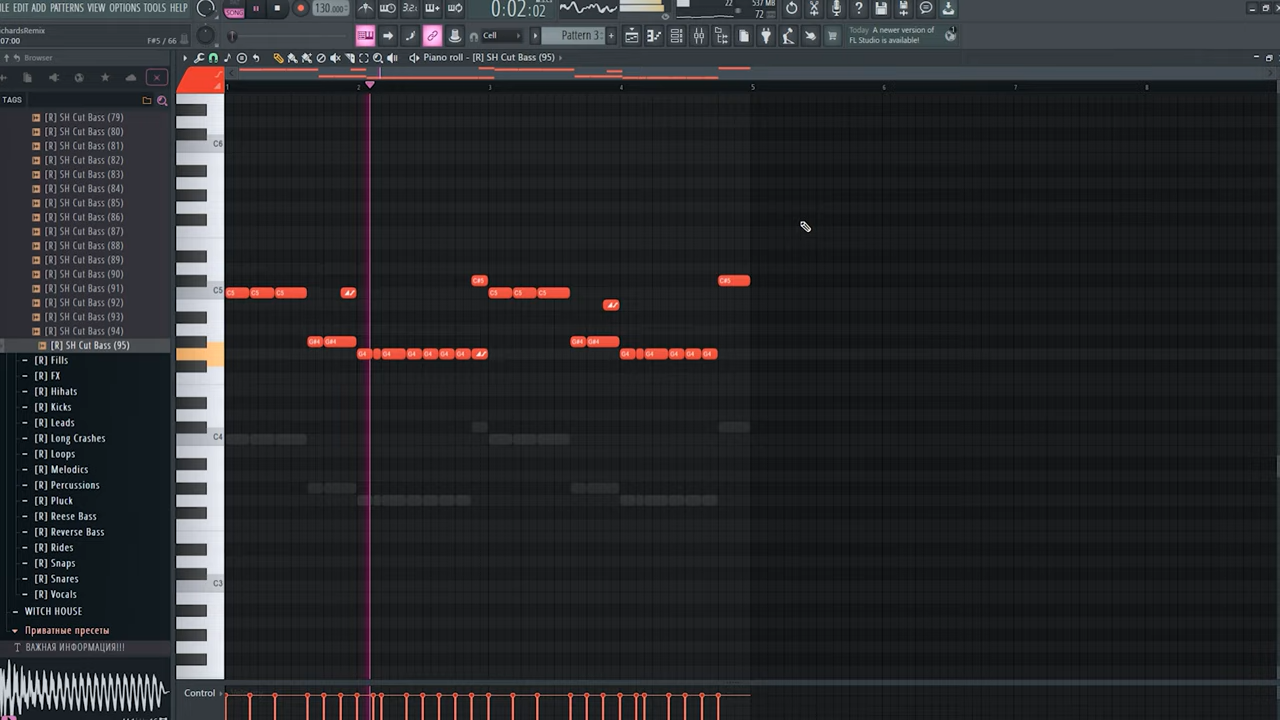 FILE EDIT ADD PATTERNS VIEW OPTIONS TOOLS HELP
SONG
130.000
3.2:
0:02:02
22
537 MB
72
chardsRemix
07:00
F#5 / 66
Cell
Pattern 3
Today A newer version of
FL Studio is available!
Browser
Piano roll - [R] SH Cut Bass (95)
TAGS
1 2 3 4 5 6 7 8
[R] SH Cut Bass (79)
[R] SH Cut Bass (80)
[R] SH Cut Bass (81)
[R] SH Cut Bass (82)
[R] SH Cut Bass (83)
[R] SH Cut Bass (84)
[R] SH Cut Bass (85)
[R] SH Cut Bass (86)
[R] SH Cut Bass (87)
[R] SH Cut Bass (88)
[R] SH Cut Bass (89)
[R] SH Cut Bass (90)
[R] SH Cut Bass (91)
[R] SH Cut Bass (92)
[R] SH Cut Bass (93)
[R] SH Cut Bass (94)
[R] SH Cut Bass (95)
[R] Fills
[R] FX
[R] Hihats
[R] Kicks
[R] Leads
[R] Long Crashes
[R] Loops
[R] Melodics
[R] Percussions
[R] Pluck
[R] Reese Bass
[R] Reverse Bass
[R] Rides
[R] Snaps
[R] Snares
[R] Vocals
WITCH HOUSE
Приватные пресеты
ВАЖНАЯ ИНФОРМАЦИЯ!!!
C6
C5
C4
C3
C#5 C#5
C5 C5 C5 C5 C5 C5
G#4 G#4 G#4 G#4
G4 G4 G4 G4 G4 G4 G4 G4 G4 G4 G4
Control